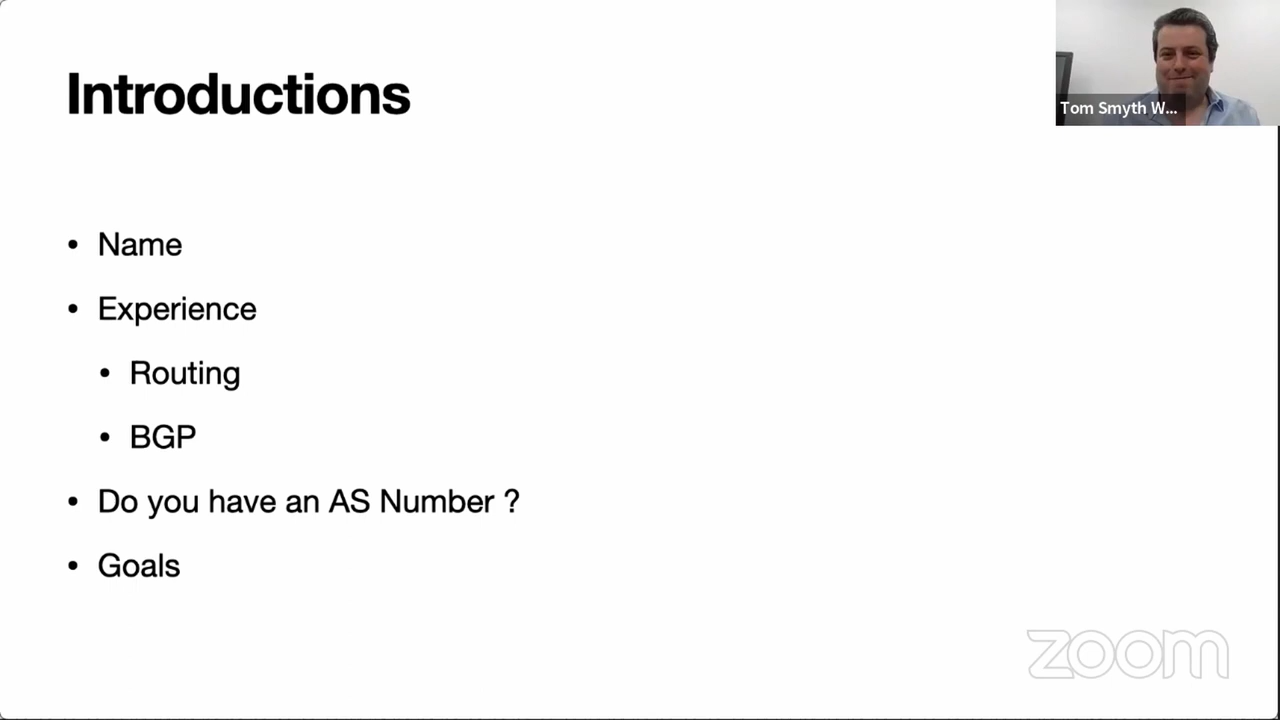 Introductions
Tom Smyth W...
• Name
• Experience
• Routing
• BGP
• Do you have an AS Number ?
• Goals
zoom